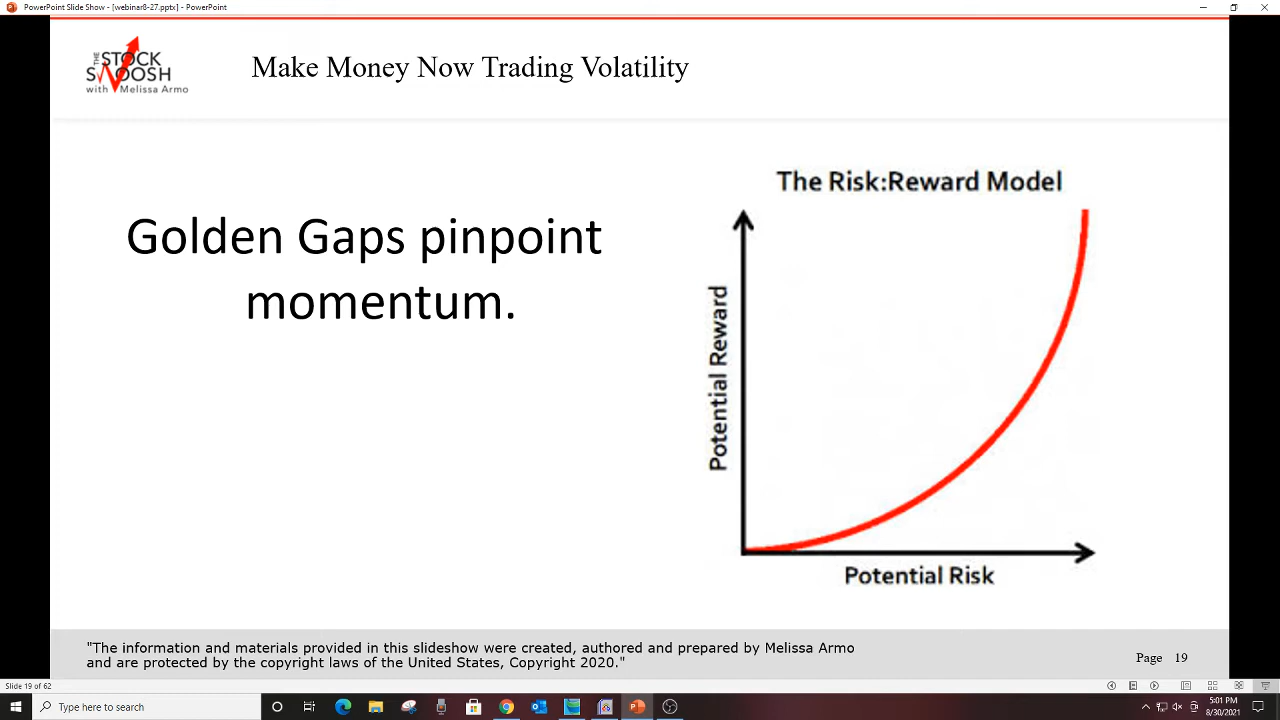 PowerPoint Slide Show - [webinar8-27.pptx] - PowerPoint
THE STOCK
SWOOSH
with Melissa Armo
Make Money Now Trading Volatility
Golden Gaps pinpoint
momentum.
The Risk:Reward Model
Potential Reward
Potential Risk
"The information and materials provided in this slideshow were created, authored and prepared by Melissa Armo
and are protected by the copyright laws of the United States, Copyright 2020."
Page 19
Slide 19 of 62
Type here to search
5:01 PM
8/30/2021